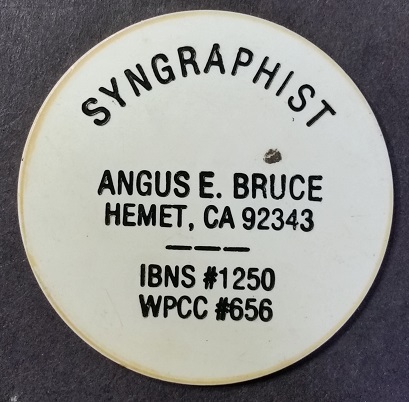 SYNGRAPHIST
ANGUS E. BRUCE
HEMET, CA 92343
IBNS #1250
WPCC #656